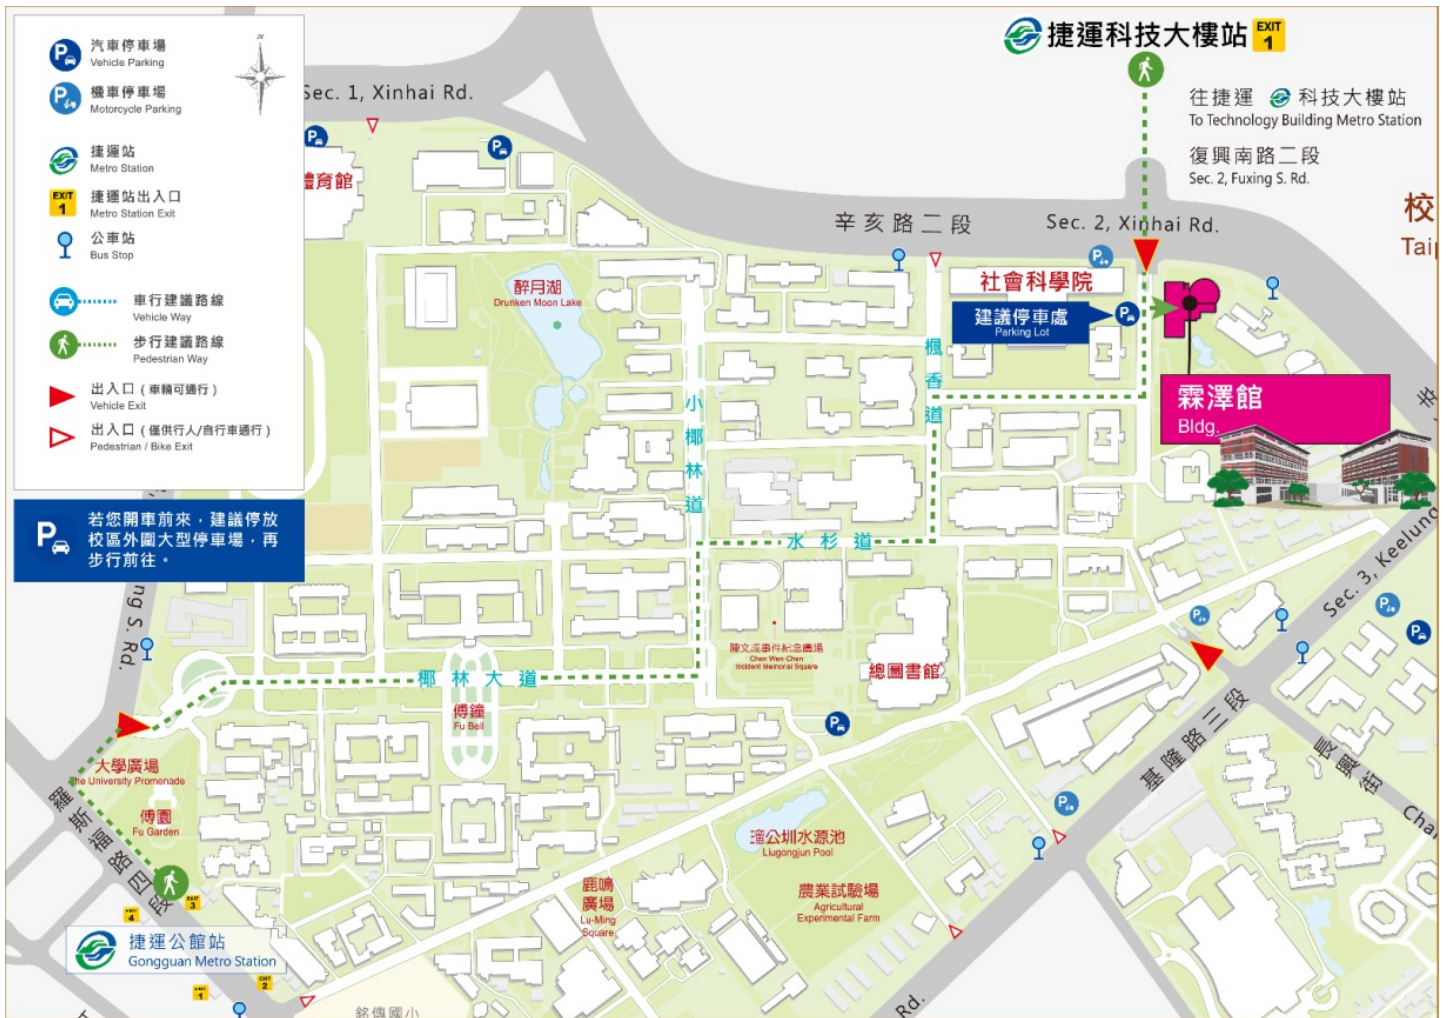 汽車停車場
Vehicle Parking
機車停車場
Motorcycle Parking
捷運站
Metro Station
EXIT 1
捷運站出入口
Metro Station Exit
公車站
Bus Stop
車行建議路線
Vehicle Way
步行建議路線
Pedestrian Way
出入口 ( 車輛可通行 )
Vehicle Exit
出入口 ( 僅供行人/自行車通行 )
Pedestrian / Bike Exit
N
若您開車前來，建議停放
校區外圍大型停車場，再
步行前往。
捷運科技大樓站
EXIT 1
往捷運 科技大樓站
To Technology Building Metro Station
復興南路二段
Sec. 2, Fuxing S. Rd.
校
Sec. 1, Xinhai Rd.
體育館
辛亥路二段
Sec. 2, Xinhai Rd.
醉月湖
Drunken Moon Lake
社會科學院
建議停車處
Parking Lot
楓香道
小椰林道
霖澤館
Bldg.
水杉道
辛
Sec. 3, Keelung
ng S. Rd.
陳文成事件紀念廣場
Chen Wen-Chen
Incident Memorial Square
總圖書館
椰林大道
傅鐘
Fu Bell
大學廣場
he University Promenade
傅園
Fu Garden
羅斯福路四段
基隆路三段
長興街
Cha
瑠公圳水源池
Liugongjun Pool
鹿鳴
廣場
Lu-Ming
Square
農業試驗場
Agricultural
Experimental Farm
EXIT 4
EXIT 3
捷運公館站
Gongguan Metro Station
EXIT 1
EXIT 2
銘傳國小
Rd.